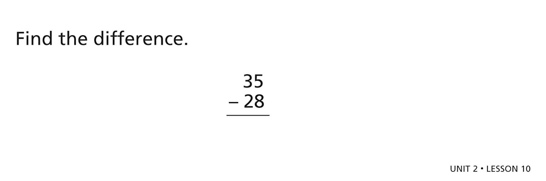 Find the difference.
35
– 28
UNIT 2 • LESSON 10